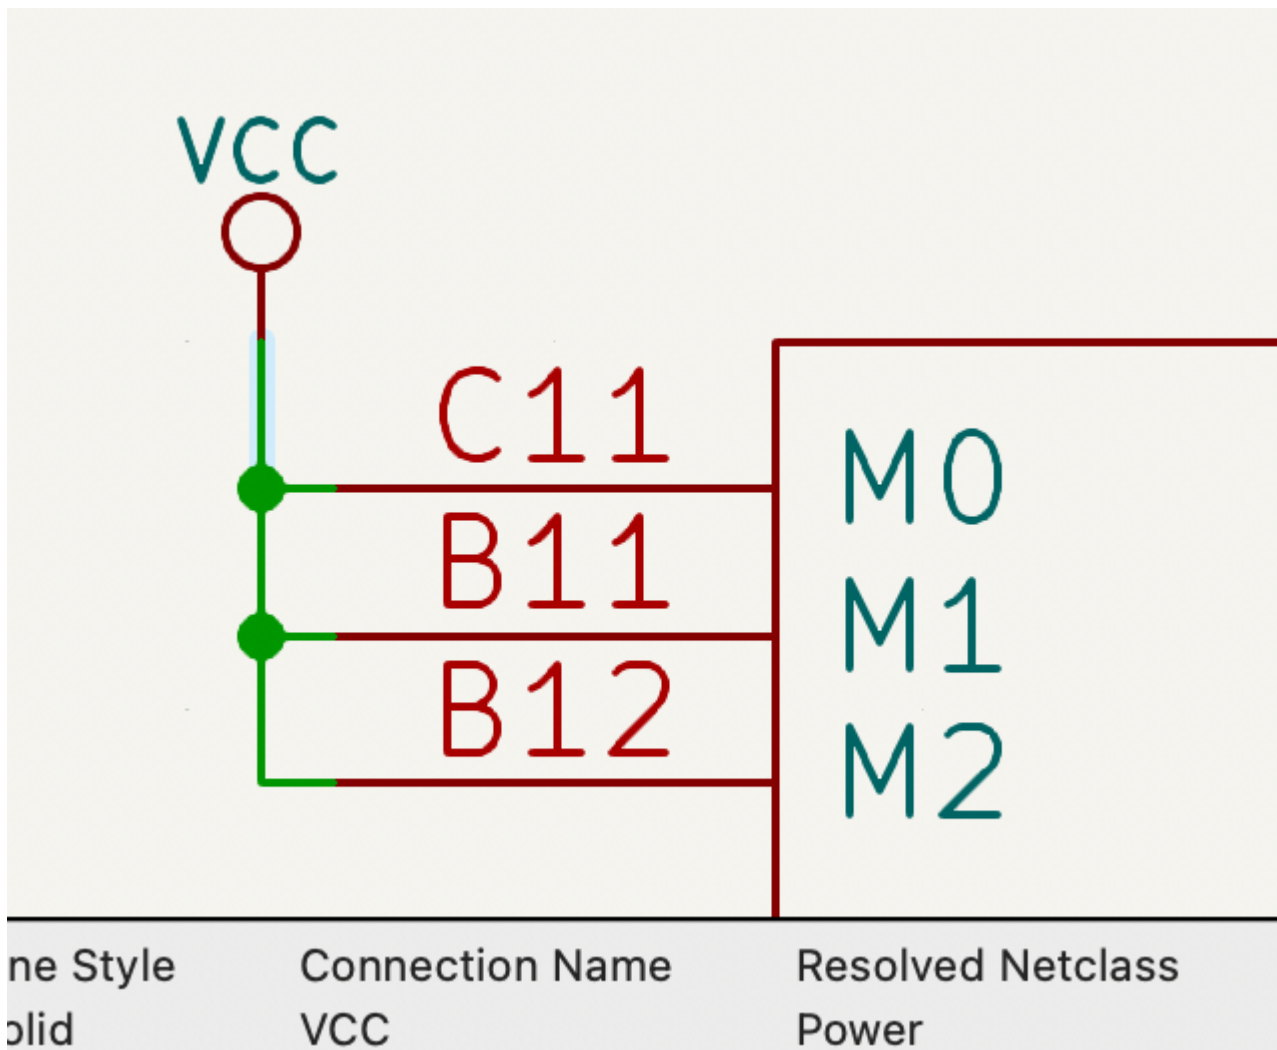 VCC
C11
M0
B11
M1
B12
M2
ne Style Connection Name Resolved Netclass
olid VCC Power